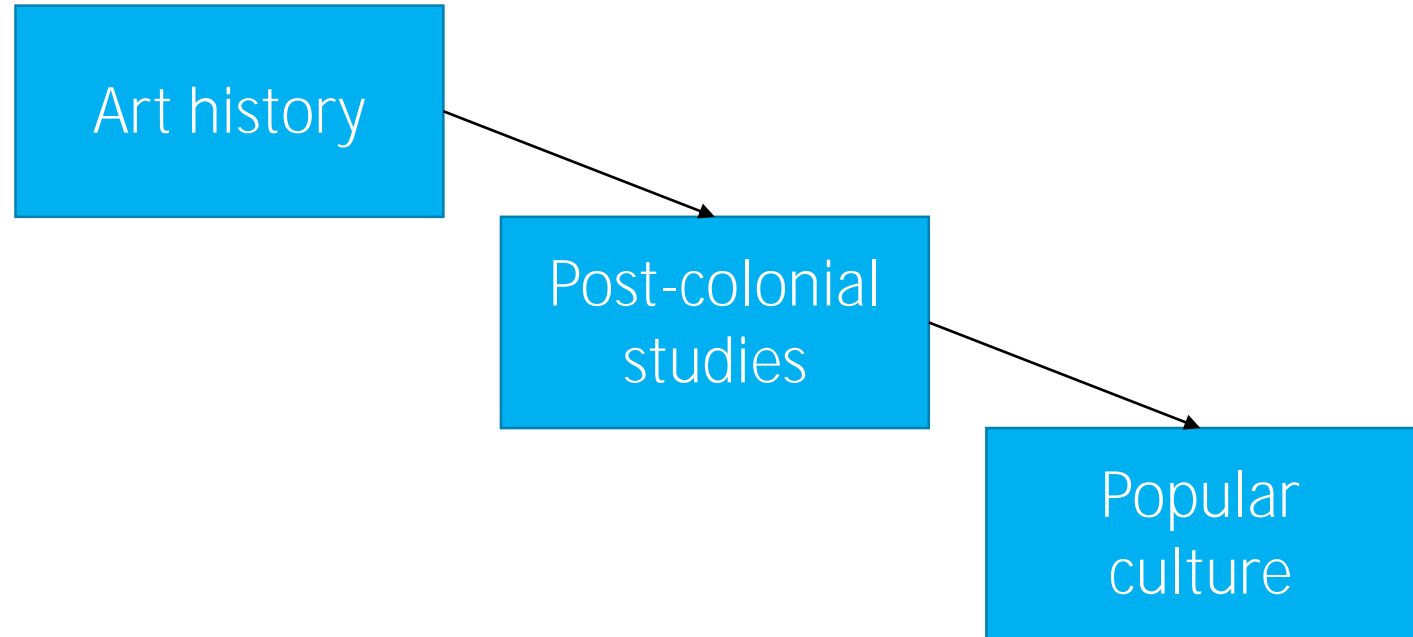 Art history
Post-colonial
studies
Popular
culture